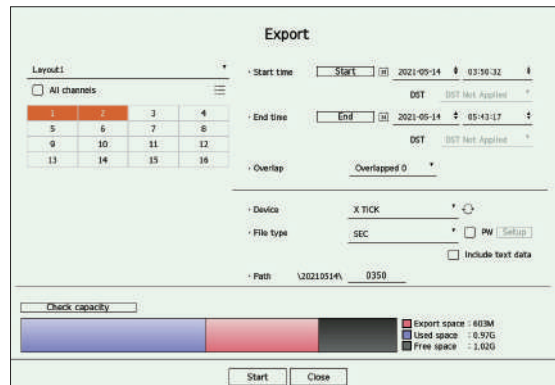 Export
Layout1
All channels
1 2 3 4
5 6 7 8
9 10 11 12
13 14 15 16
· Start time Start 2021-05-14 03:50:32
DST DST Not Applied
· End time End 2021-05-14 05:43:17
DST DST Not Applied
· Overlap Overlapped 0
· Device X TICK
· File type SEC PW Setup
Include text data
· Path \20210514\ 0350
Check capacity
Export space : 603M
Used space : 0.97G
Free space : 1.02G
Start Close